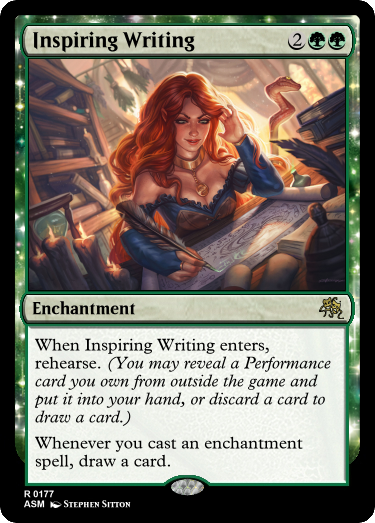 Inspiring Writing 2
Enchantment
When Inspiring Writing enters,
rehearse. (You may reveal a Performance
card you own from outside the game and
put it into your hand, or discard a card to
draw a card.)
Whenever you cast an enchantment
spell, draw a card.
R 0177
ASM Stephen Sitton